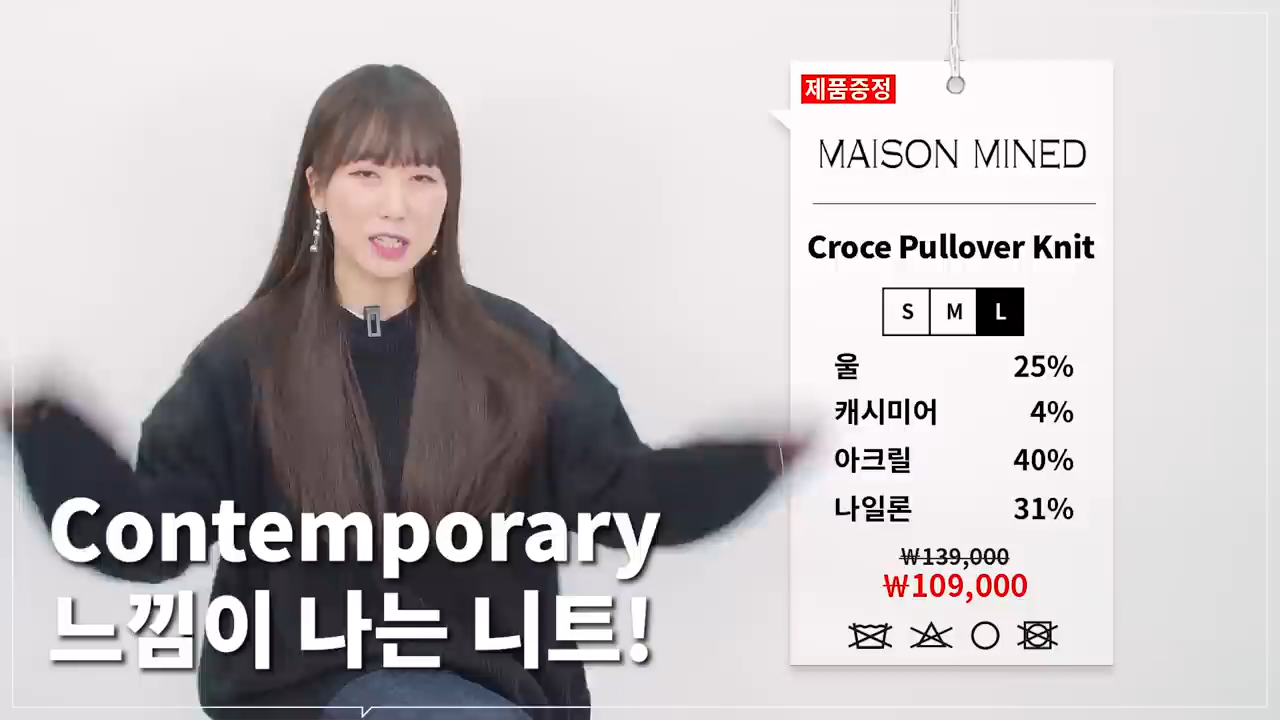 제품증정
MAISON MINED
Croce Pullover Knit
S M L
울 25%
캐시미어 4%
아크릴 40%
나일론 31%
₩139,000
₩109,000
Contemporary
느낌이 나는 니트!